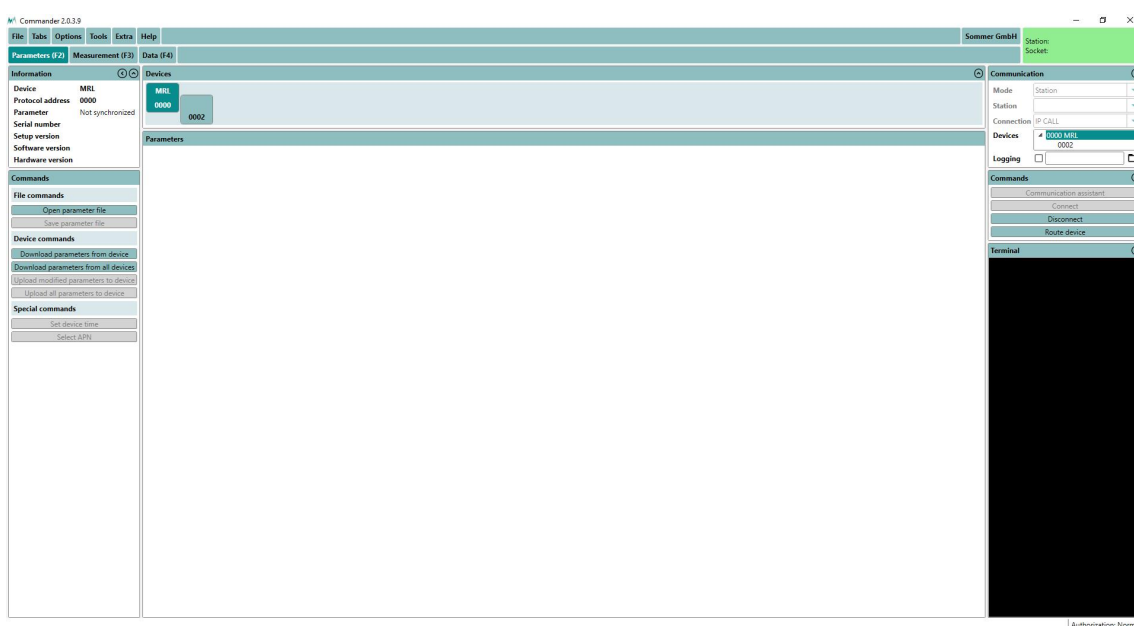 Commander 2.0.3.9
File Tabs Options Tools Extra Help
Sommer GmbH
Station:
Socket:
Parameters (F2) Measurement (F3) Data (F4)
Information
Device MRL
Protocol address 0000
Parameter Not synchronized
Serial number
Setup version
Software version
Hardware version
Commands
File commands
Open parameter file
Save parameter file
Device commands
Download parameters from device
Download parameters from all devices
Upload modified parameters to device
Upload all parameters to device
Special commands
Set device time
Select APN
Devices
MRL
0000
0002
Parameters
Communication
Mode Station
Station
Connection IP CALL
Devices 0000 MRL
0002
Logging
Commands
Communication assistant
Connect
Disconnect
Route device
Terminal
Authorization: Norm